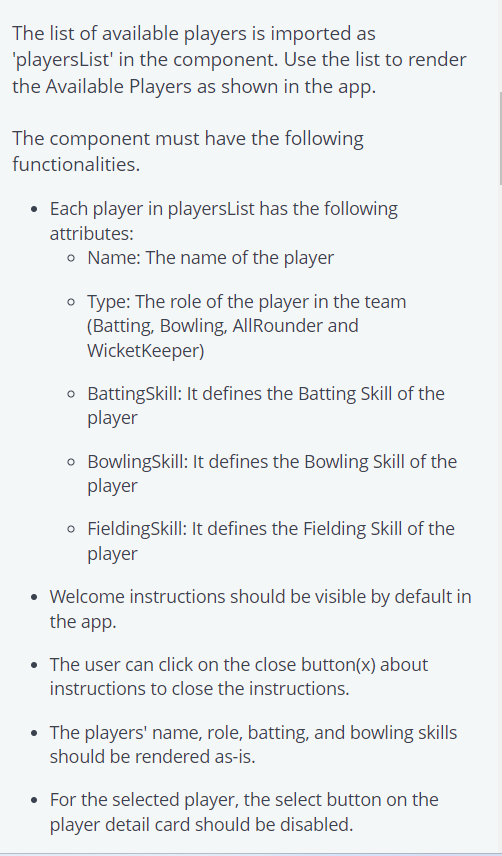 The list of available players is imported as
'playersList' in the component. Use the list to render
the Available Players as shown in the app.
The component must have the following
functionalities.
• Each player in playersList has the following
attributes:
○ Name: The name of the player
○ Type: The role of the player in the team
(Batting, Bowling, AllRounder and
WicketKeeper)
○ BattingSkill: It defines the Batting Skill of the
player
○ BowlingSkill: It defines the Bowling Skill of the
player
○ FieldingSkill: It defines the Fielding Skill of the
player
• Welcome instructions should be visible by default in
the app.
• The user can click on the close button(x) about
instructions to close the instructions.
• The players' name, role, batting, and bowling skills
should be rendered as-is.
• For the selected player, the select button on the
player detail card should be disabled.